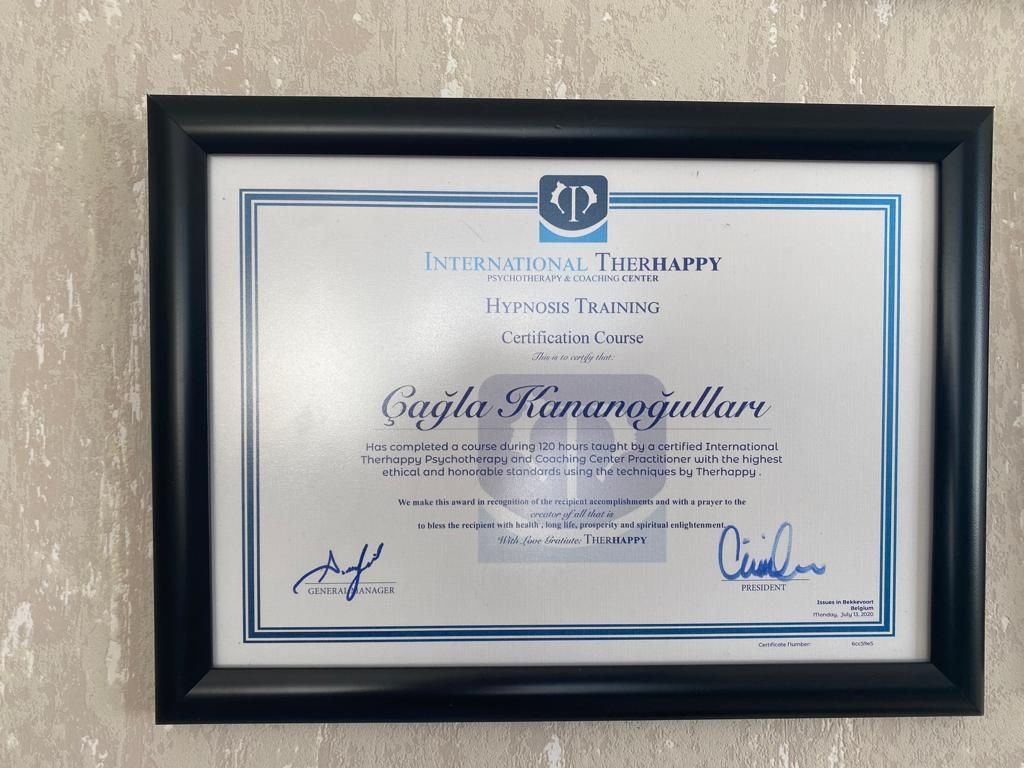 INTERNATIONAL THERHAPPY
PSYCHOTHERAPY & COACHING CENTER
HYPNOSIS TRAINING
Certification Course
This is to certify that:
Çağla Kananoğulları
Has completed a course during 120 hours taught by a certified International
Therhappy Psychotherapy and Coaching Center Practitioner with the highest
ethical and honorable standards using the techniques by Therhappy .
We make this award in recognition of the recipient accomplishments and with a prayer to the
creator of all that is
to bless the recipient with health , long life, prosperity and spiritual enlightenment.
With Love Gratiute: THERHAPPY
GENERAL MANAGER
PRESIDENT
Issues in Bekkevoort
Belgium
Monday, July 13, 2020
Certificate Number: 6cc59e5